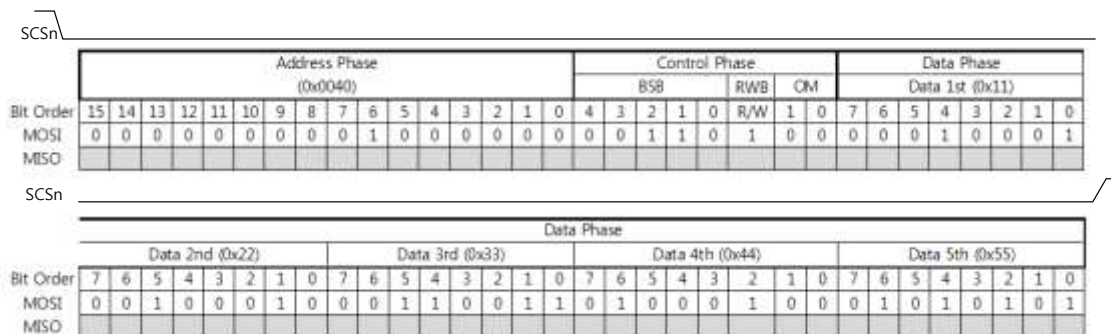 SCSn
Address Phase Control Phase Data Phase
(0x0040) BSB RWB OM Data 1st (0x11)
Bit Order 15 14 13 12 11 10 9 8 7 6 5 4 3 2 1 0 4 3 2 1 0 R/W 1 0 7 6 5 4 3 2 1 0
MOSI 0 0 0 0 0 0 0 0 0 1 0 0 0 0 0 0 0 0 1 1 0 1 0 0 0 0 0 1 0 0 0 1
MISO
SCSn
Data Phase
Data 2nd (0x22) Data 3rd (0x33) Data 4th (0x44) Data 5th (0x55)
Bit Order 7 6 5 4 3 2 1 0 7 6 5 4 3 2 1 0 7 6 5 4 3 2 1 0 7 6 5 4 3 2 1 0
MOSI 0 0 1 0 0 0 1 0 0 0 1 1 0 0 1 1 0 1 0 0 0 1 0 0 0 1 0 1 0 1 0 1
MISO